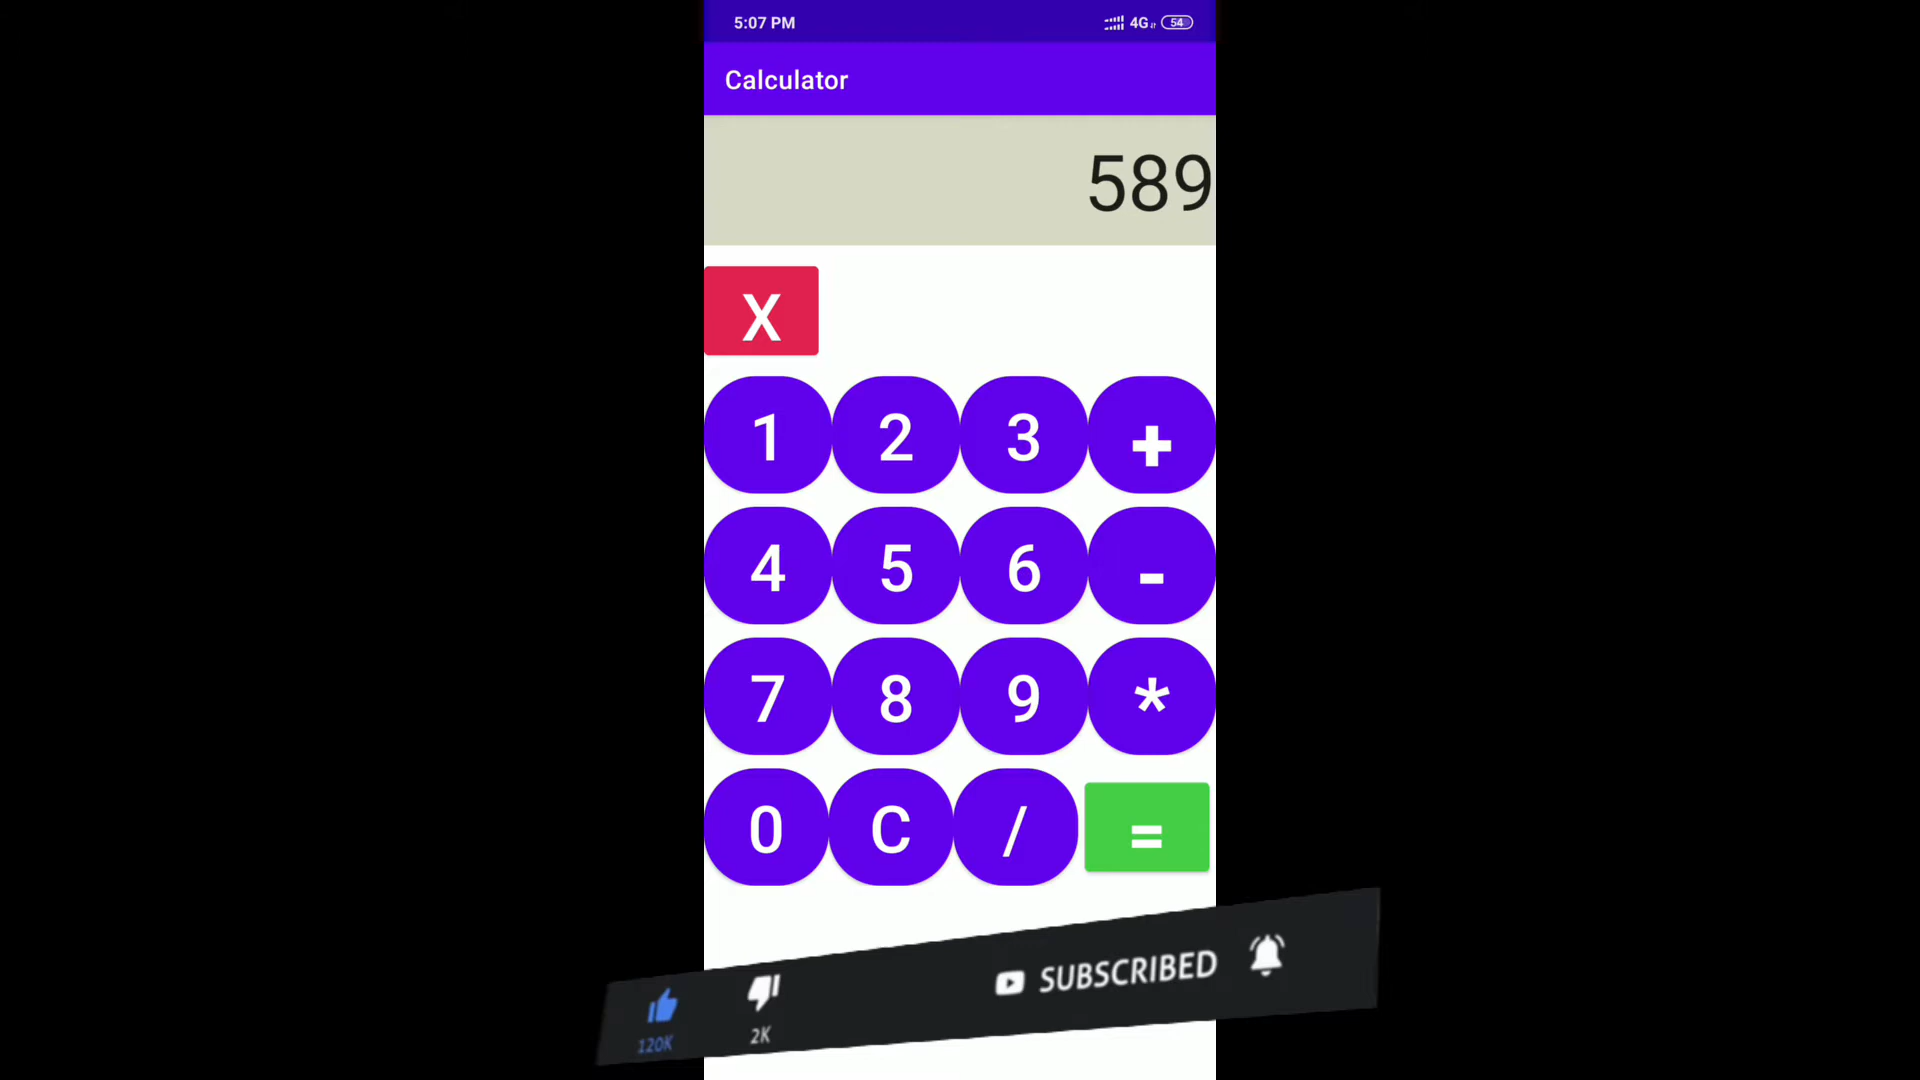 5:07 PM 4G 54
Calculator
589
X
1 2 3 +
4 5 6 -
7 8 9 *
0 C / =
SUBSCRIBED
120K 2K